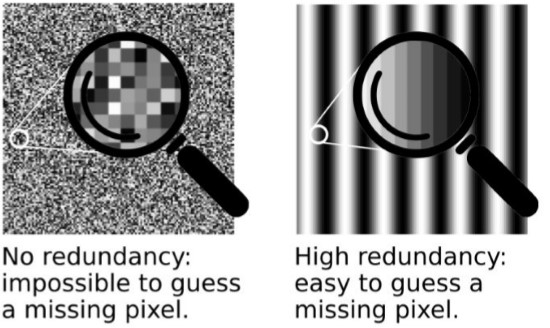 No redundancy:
impossible to guess
a missing pixel.
High redundancy:
easy to guess a
missing pixel.